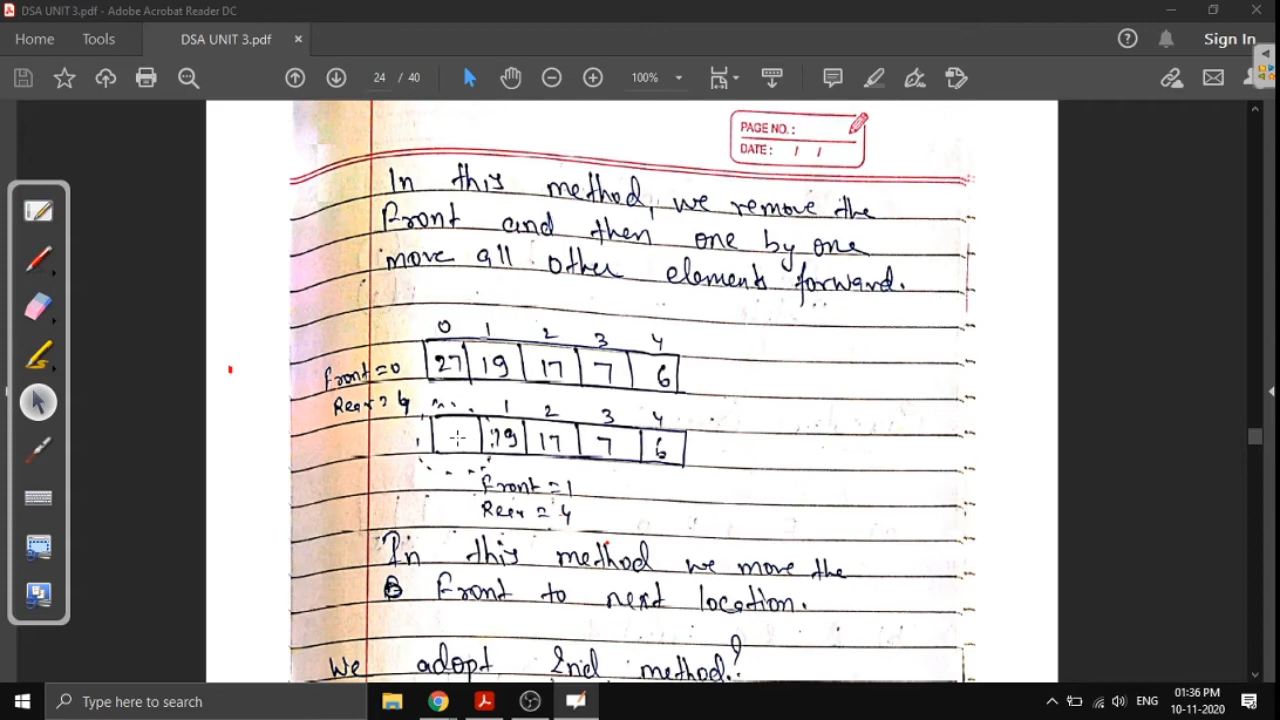 DSA UNIT 3.pdf - Adobe Acrobat Reader DC
Home Tools DSA UNIT 3.pdf × Sign In
24 / 40 100%
PAGE NO.:
DATE: / /
In this method, we remove the
Front and then one by one
move all other elements forward.
0 1 2 3 4
Front = 0 27 19 17 7 6
Rear = 4
1 2 3 4
19 17 7 6
Front = 1
Rear = 4
In this method we move the
Front to next location.
We adopt 2nd method?
Type here to search
ENG
01:36 PM
10-11-2020